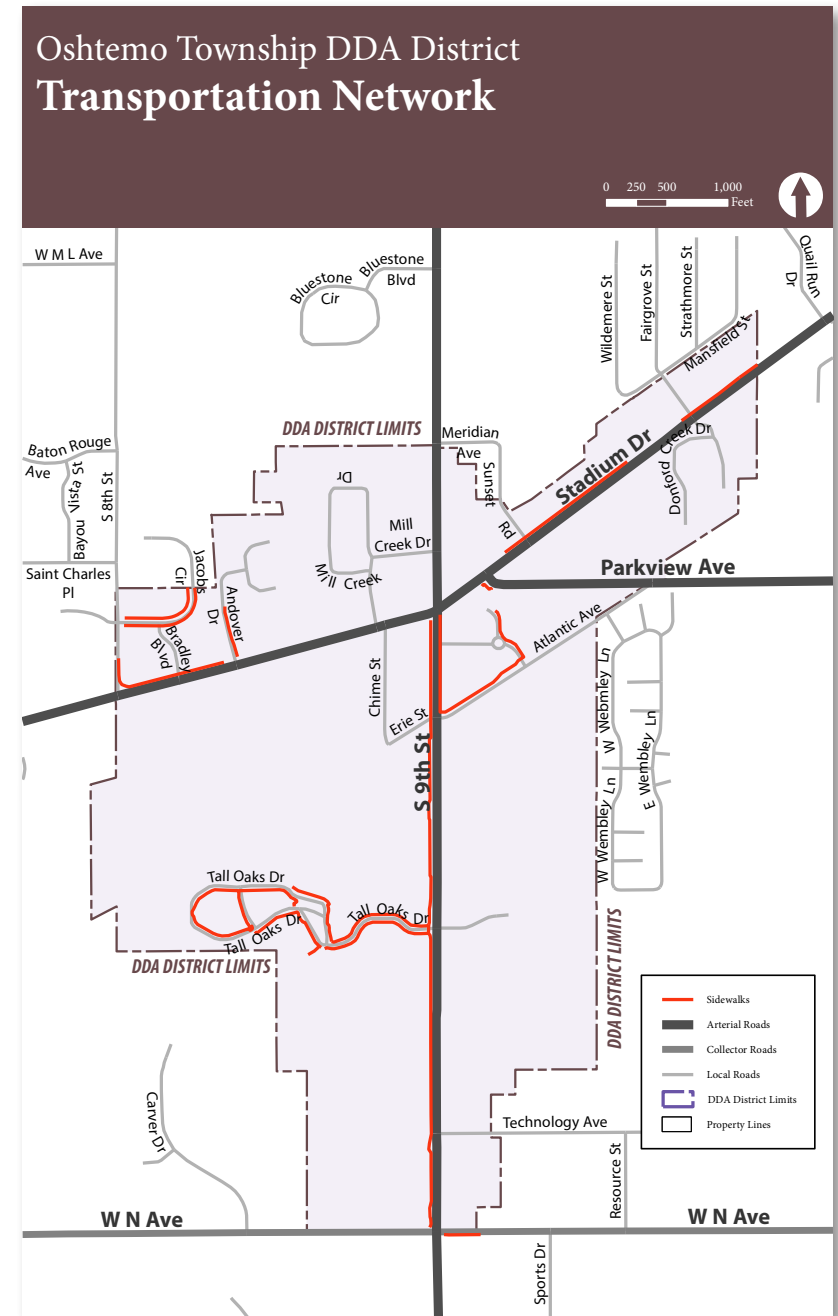 Oshtemo Township DDA District
Transportation Network
0 250 500 1,000
Feet
W M L Ave
Bluestone
Blvd
Bluestone
Cir
Wildemere St
Fairgrove St
Strathmore St
Quail Run
Dr
Mansfield St
DDA DISTRICT LIMITS
Meridian
Ave
Sunset
Rd
Stadium Dr
Donford Creek Dr
Baton Rouge
Ave
Bayou Vista St
S 8th St
Dr
Mill
Creek Dr
Mill Creek
Saint Charles
Pl
Jacobs
Cir
Andover
Dr
Bradley
Blvd
Parkview Ave
Atlantic Ave
Chime St
Erie St
S 9th St
W Webmley Ln
E Wembley Ln
W Wembley Ln
Tall Oaks Dr
Tall Oaks Dr
Tall Oaks Dr
DDA DISTRICT LIMITS
DDA DISTRICT LIMITS
Sidewalks
Arterial Roads
Collector Roads
Local Roads
DDA District Limits
Property Lines
Carver Dr
Technology Ave
Resource St
W N Ave
W N Ave
Sports Dr